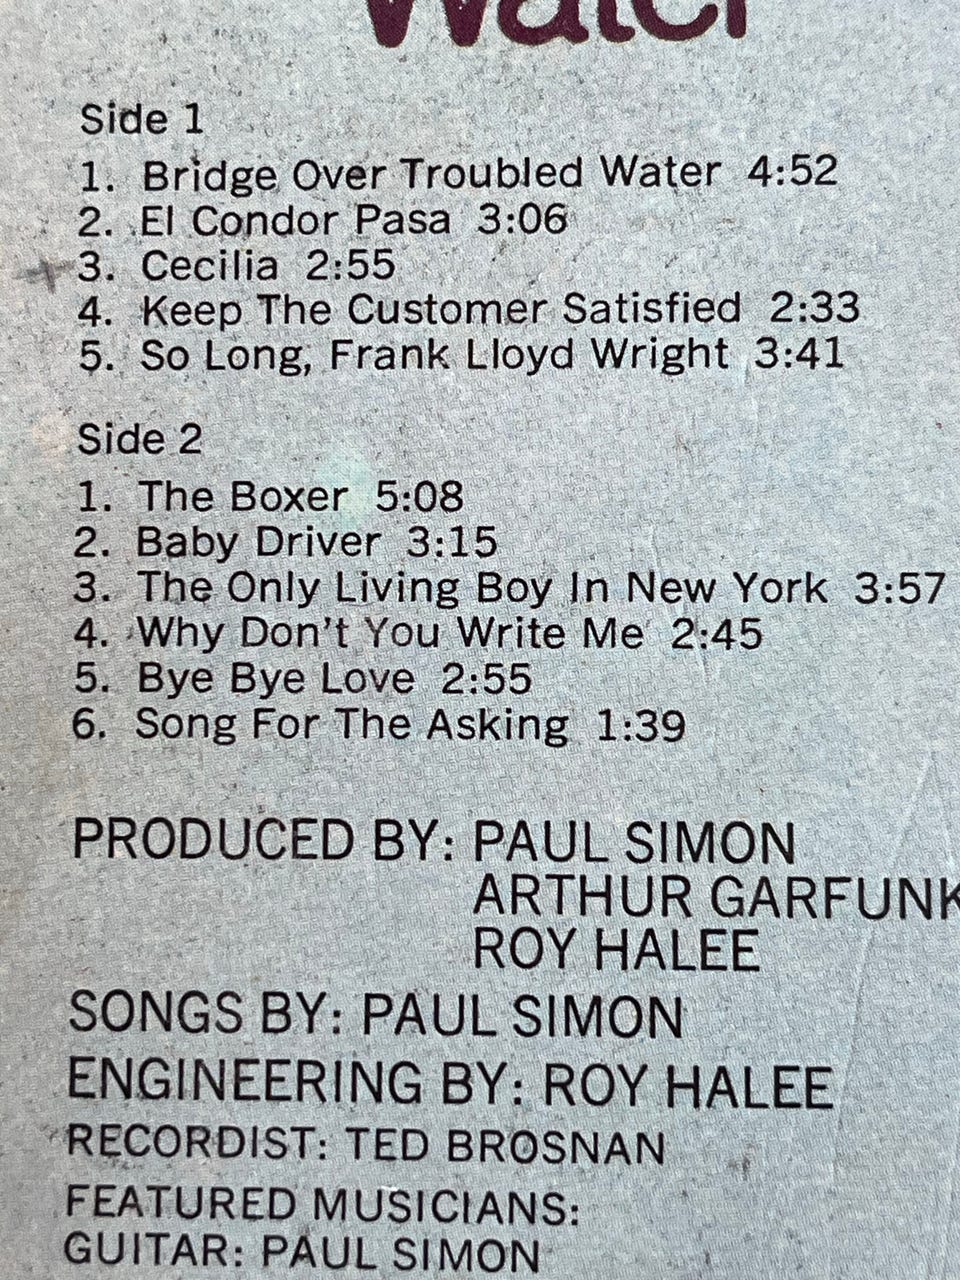 Water
Side 1
1. Bridge Over Troubled Water 4:52
2. El Condor Pasa 3:06
3. Cecilia 2:55
4. Keep The Customer Satisfied 2:33
5. So Long, Frank Lloyd Wright 3:41
Side 2
1. The Boxer 5:08
2. Baby Driver 3:15
3. The Only Living Boy In New York 3:57
4. Why Don't You Write Me 2:45
5. Bye Bye Love 2:55
6. Song For The Asking 1:39
PRODUCED BY: PAUL SIMON
ARTHUR GARFUNK
ROY HALEE
SONGS BY: PAUL SIMON
ENGINEERING BY: ROY HALEE
RECORDIST: TED BROSNAN
FEATURED MUSICIANS:
GUITAR: PAUL SIMON